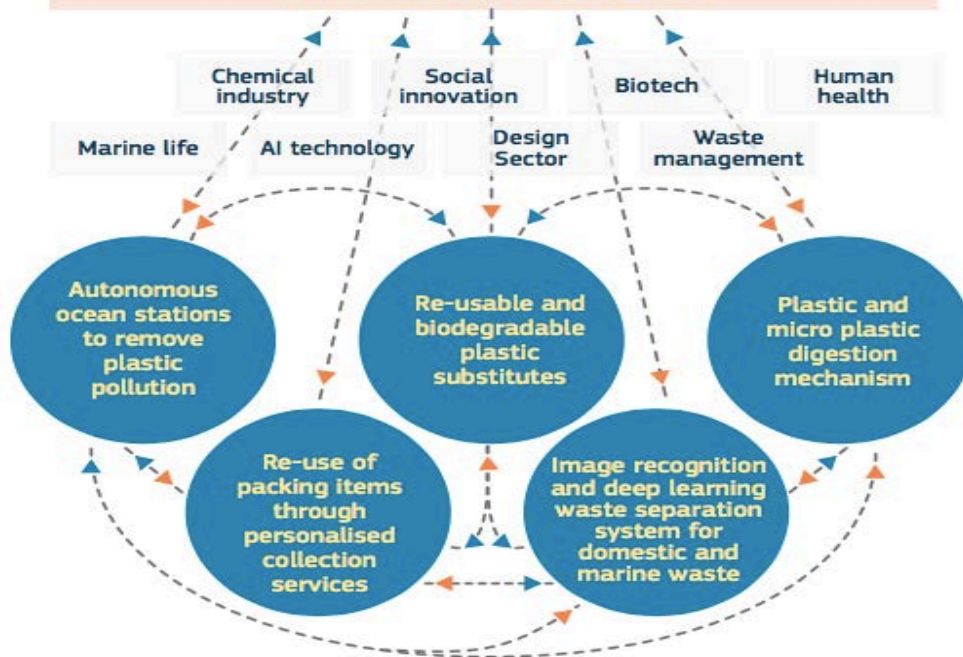 Chemical
industry
Social
innovation
Biotech
Human
health
Marine life
AI technology
Design
Sector
Waste
management
Autonomous
ocean stations
to remove
plastic
pollution
Re-usable and
biodegradable
plastic
substitutes
Plastic and
micro plastic
digestion
mechanism
Re-use of
packing items
through
personalised
collection
services
Image recognition
and deep learning
waste separation
system for
domestic and
marine waste